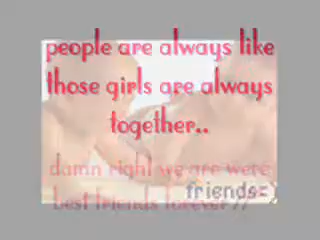 people are always like
those girls are always
together..
damn right we are were
best friends forever//
friends=)